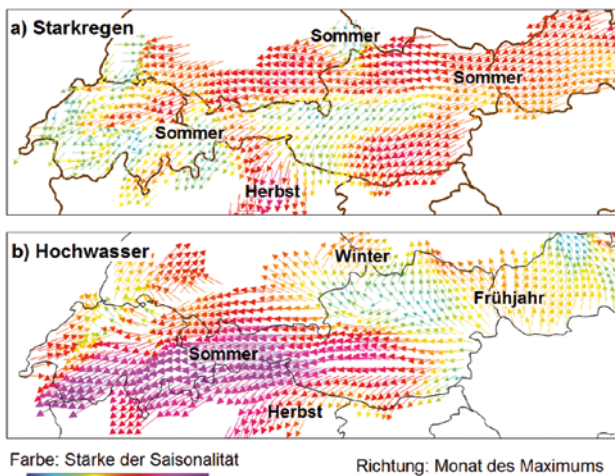 a) Starkregen
Sommer
Sommer
Sommer
Herbst
b) Hochwasser
Winter
Frühjahr
Sommer
Herbst
Farbe: Stärke der Saisonalität
Richtung: Monat des Maximums